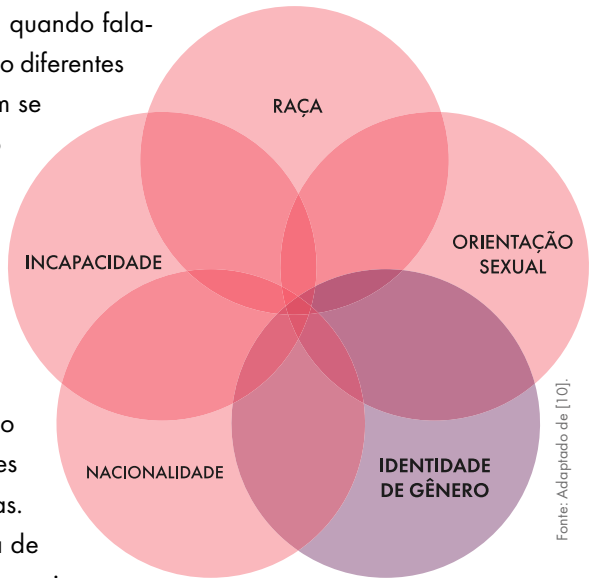 quando fala-
o diferentes
se
RAÇA
INCAPACIDADE
ORIENTAÇÃO
SEXUAL
o
es
NACIONALIDADE
IDENTIDADE
DE GÊNERO
as.
de
Fonte: Adaptado de [10].